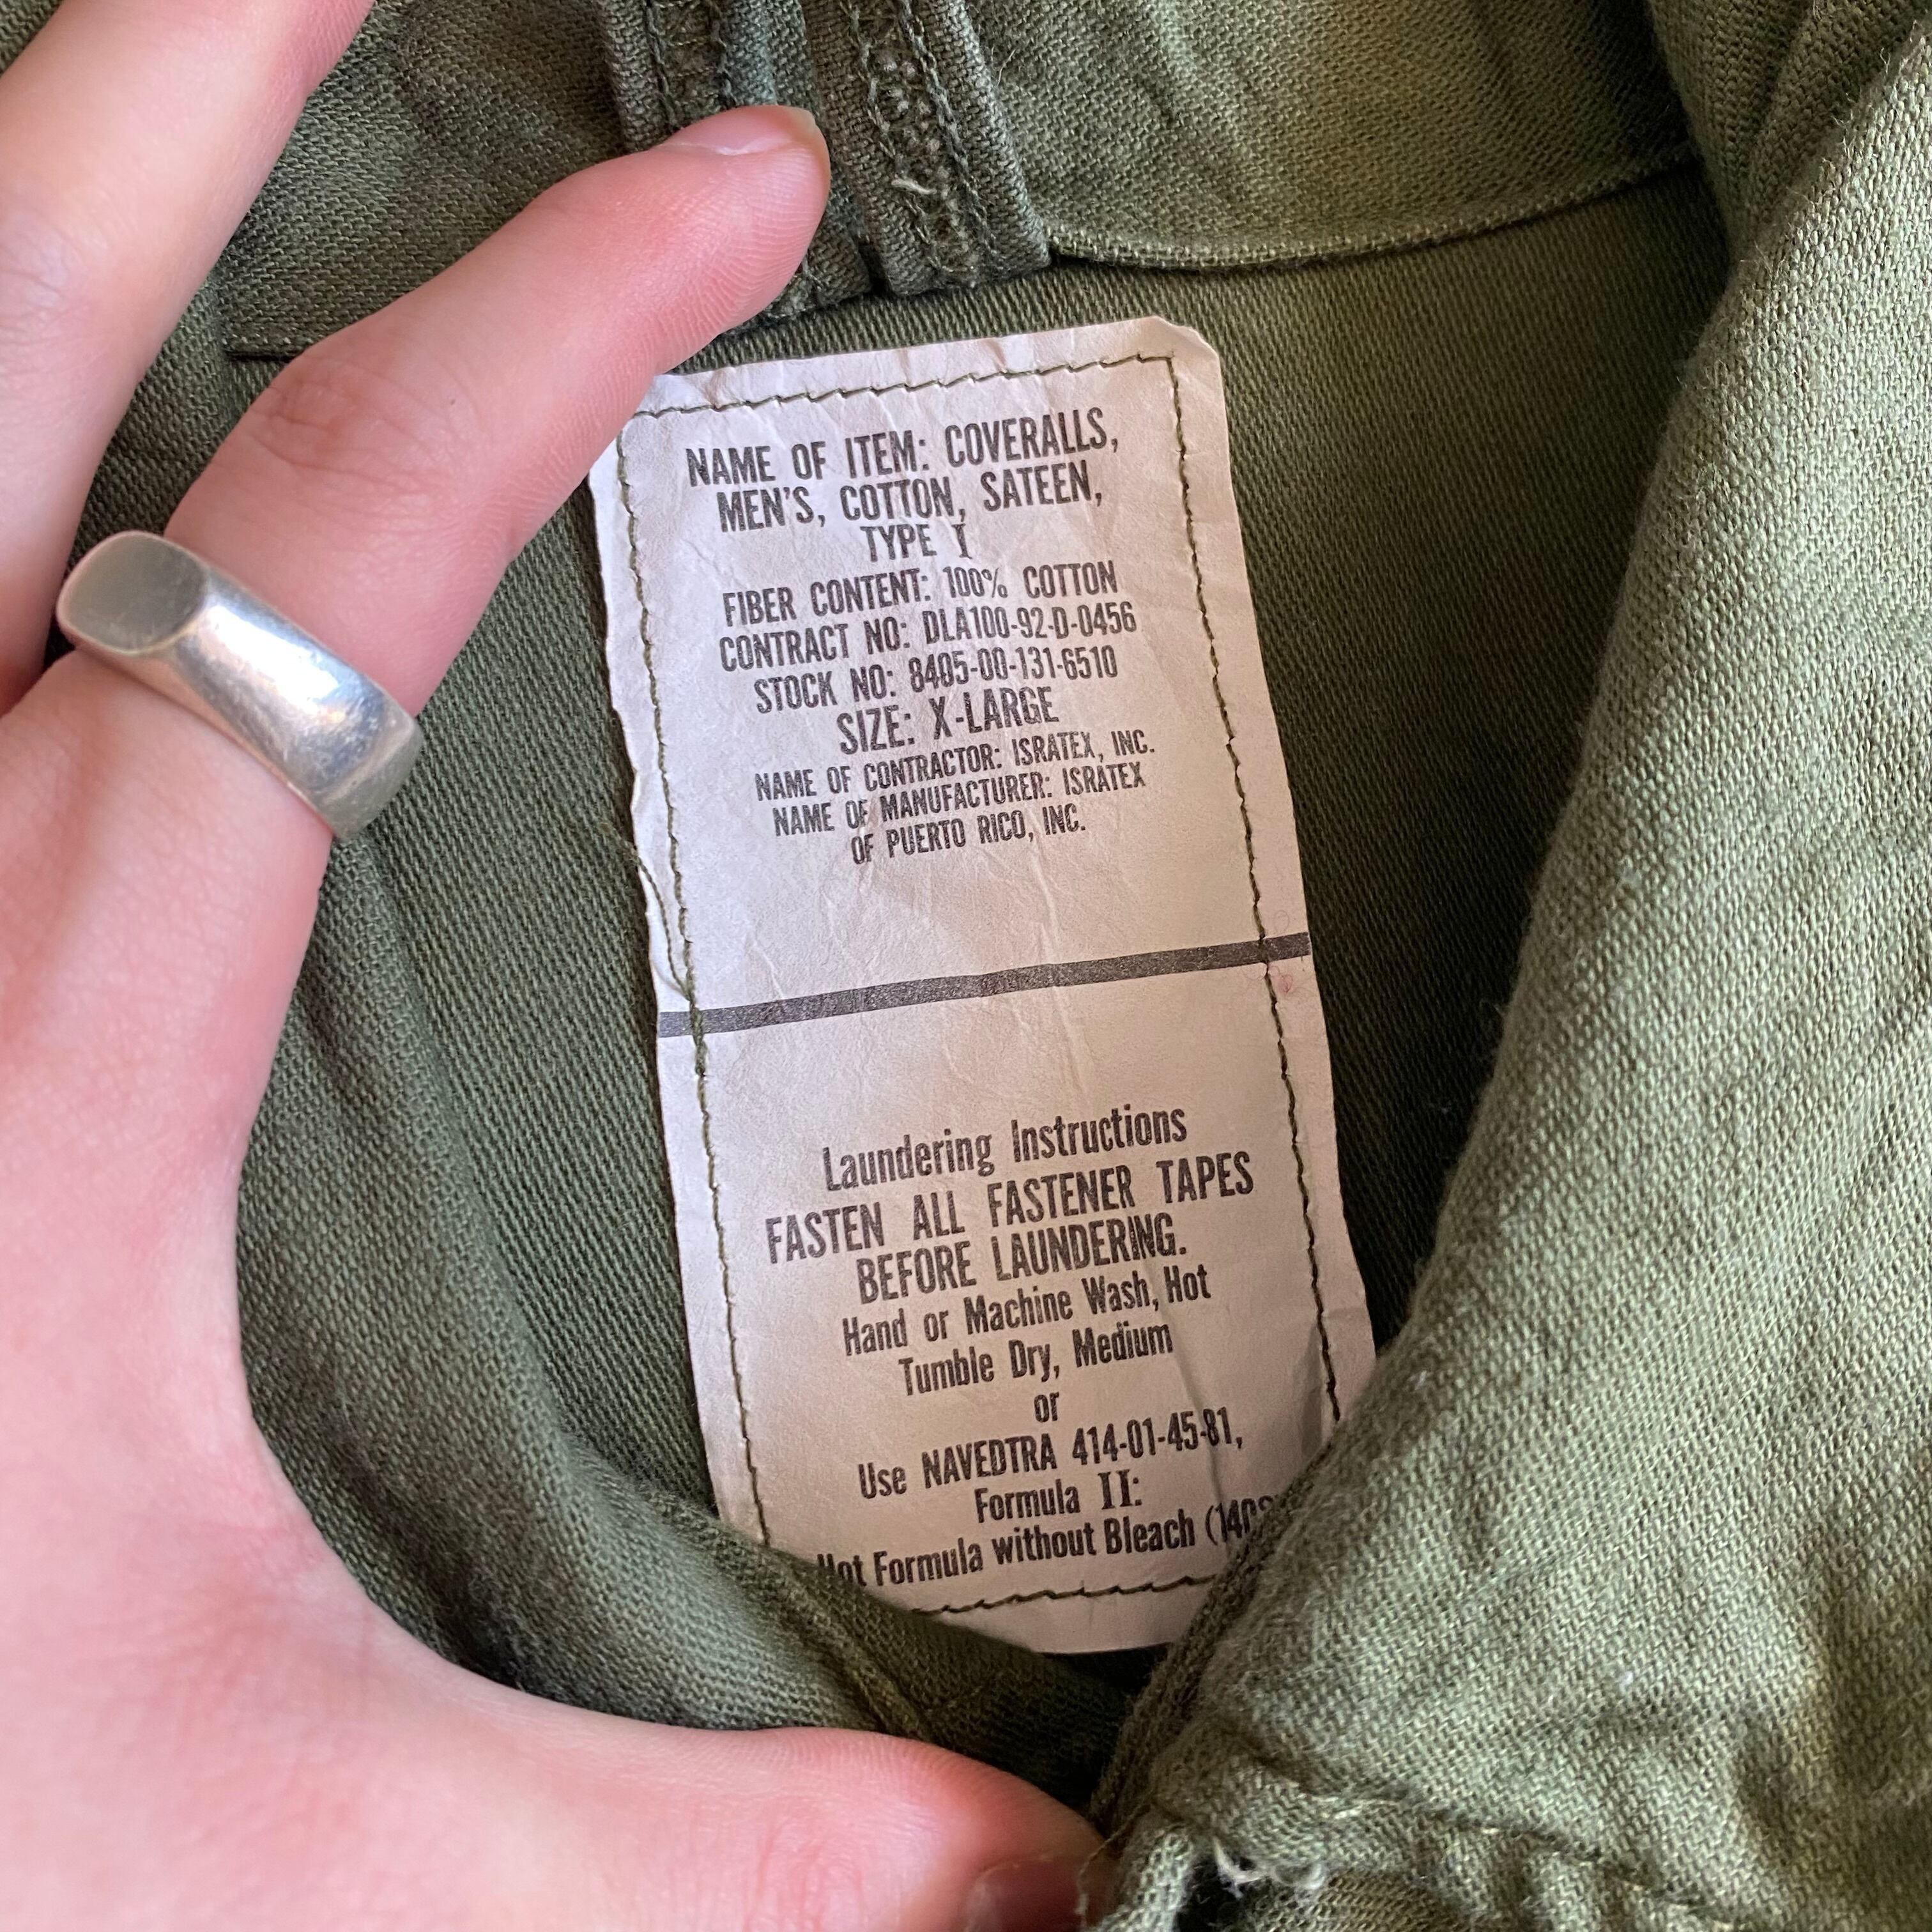 NAME OF ITEM: COVERALLS,
MEN'S, COTTON, SATEEN,
TYPE I
FIBER CONTENT: 100% COTTON
CONTRACT NO: DLA100-92-D-0456
STOCK NO: 8405-00-131-6510
SIZE: X-LARGE
NAME OF CONTRACTOR: ISRATEX, INC.
NAME OF MANUFACTURER: ISRATEX
OF PUERTO RICO, INC.
Laundering Instructions
FASTEN ALL FASTENER TAPES
BEFORE LAUNDERING.
Hand or Machine Wash, Hot
Tumble Dry, Medium
or
Use NAVEDTRA 414-01-45-81,
Formula II:
Hot Formula without Bleach